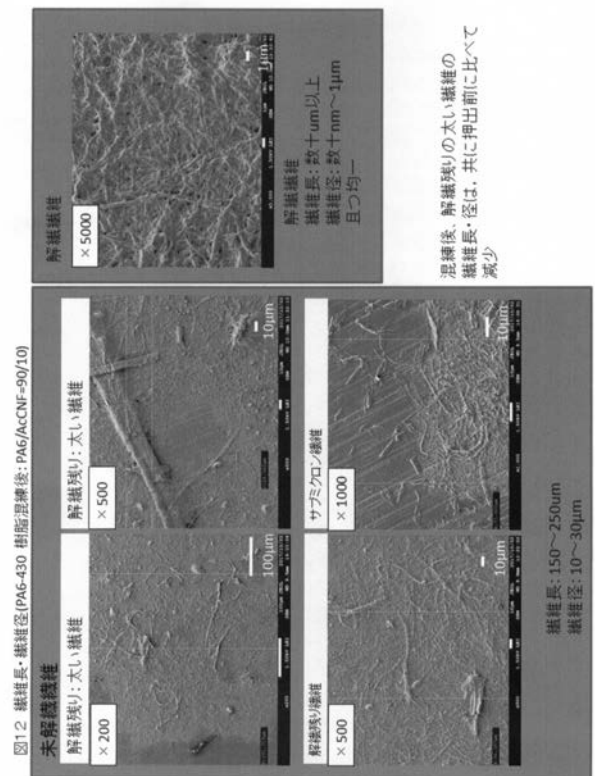 図12 繊維長・繊維径(PA6-430 樹脂混練後: PA6/AcCNF=90/10)
未解繊繊維
解繊残り：太い繊維
×200
100μm
解繊残り：太い繊維
×500
10μm
解繊残り繊維
×500
10μm
サブミクロン繊維
×1000
10μm
繊維長：150～250um
繊維径：10～30μm
解繊繊維
×5000
1μm
解繊繊維
繊維長：数十um以上
繊維径：数十nm～1μm
且つ均一
混練後、解繊残りの太い繊維の
繊維長・径は，共に押出前に比べて
減少